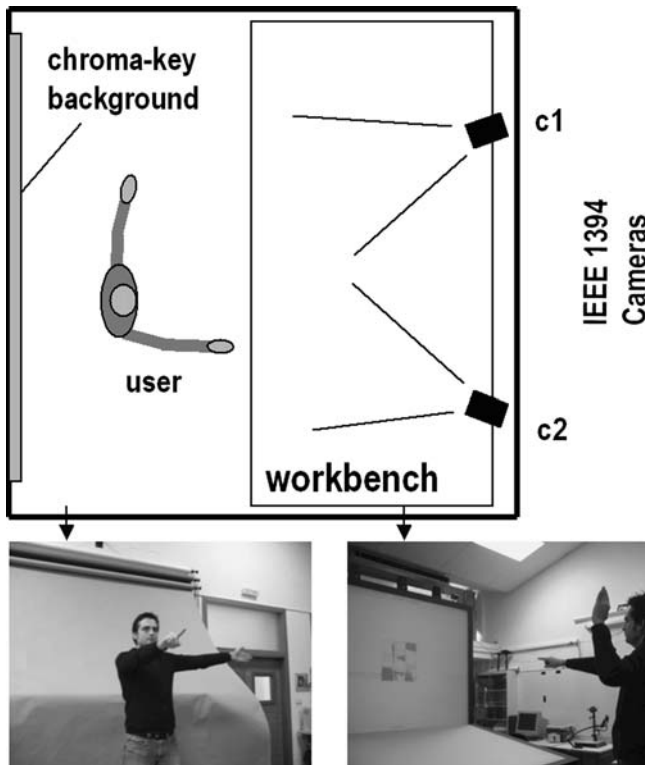 chroma-key
background
c1
IEEE 1394
Cameras
user
c2
workbench